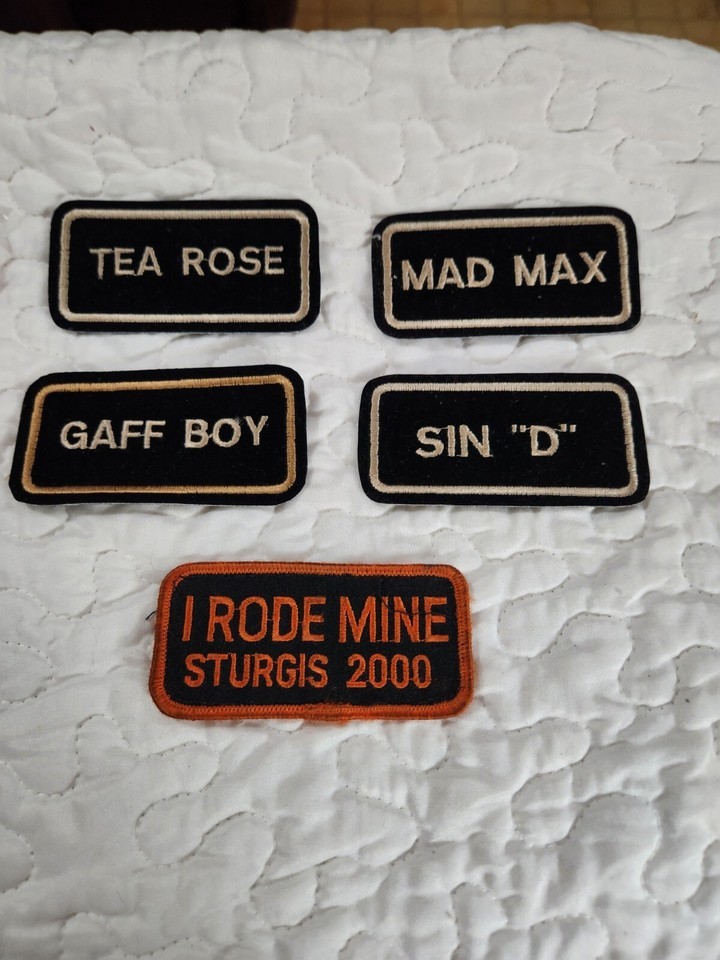 TEA ROSE
MAD MAX
GAFF BOY
SIN "D"
I RODE MINE
STURGIS 2000